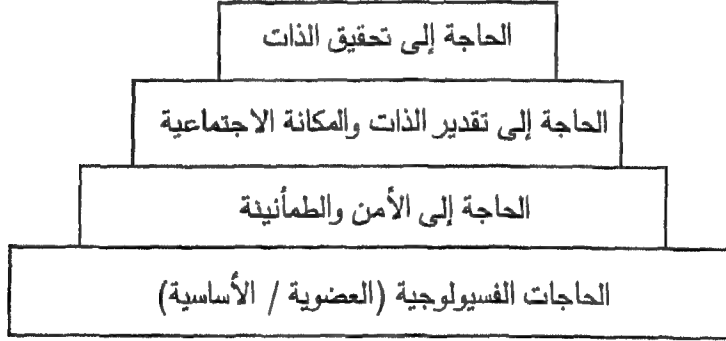 الحاجة إلى تحقيق الذات
الحاجة إلى تقدير الذات والمكانة الاجتماعية
الحاجة إلى الأمن والطمأنينة
الحاجات الفسيولوجية (العضوية / الأساسية)